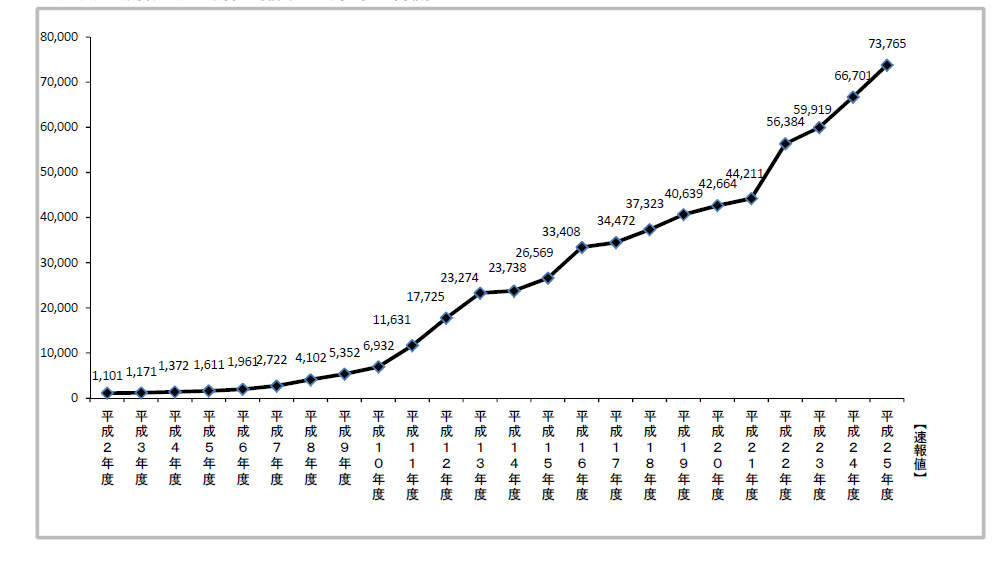 80,000
70,000
60,000
50,000
40,000
30,000
20,000
10,000
0
1,101
1,171
1,372
1,611
1,961
2,722
4,102
5,352
6,932
11,631
17,725
23,274
23,738
26,569
33,408
34,472
37,323
40,639
42,664
44,211
56,384
59,919
66,701
73,765
平成2年度
平成3年度
平成4年度
平成5年度
平成6年度
平成7年度
平成8年度
平成9年度
平成10年度
平成11年度
平成12年度
平成13年度
平成14年度
平成15年度
平成16年度
平成17年度
平成18年度
平成19年度
平成20年度
平成21年度
平成22年度
平成23年度
平成24年度
平成25年度
【速報値】